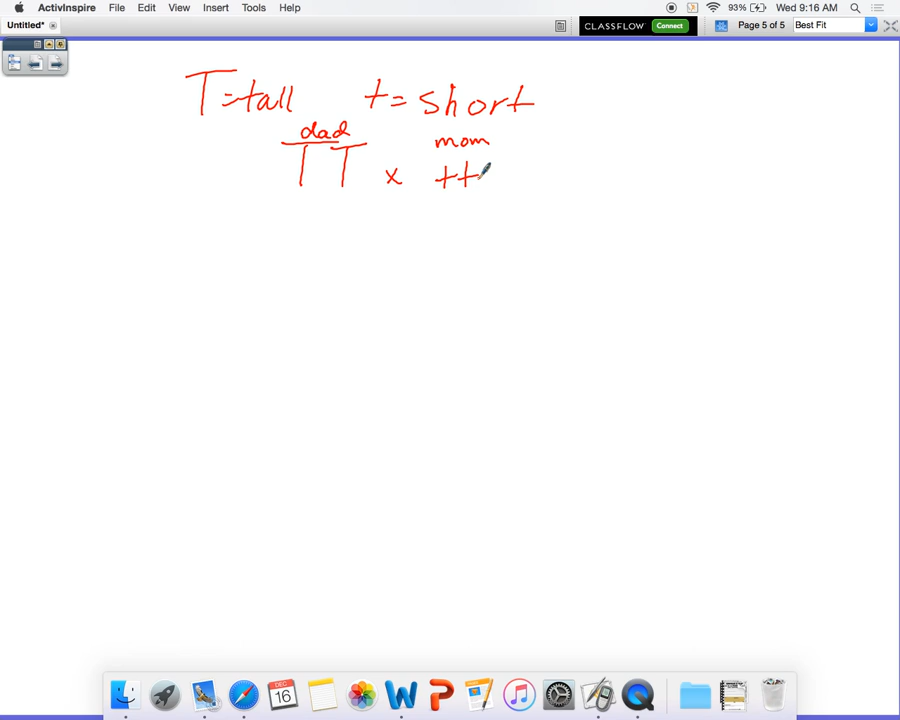 ActivInspire File Edit View Insert Tools Help 93% Wed 9:16 AM
Untitled* CLASSFLOW Connect Page 5 of 5 Best Fit
T=tall t= short
dad mom
TT x tt
DEC 16